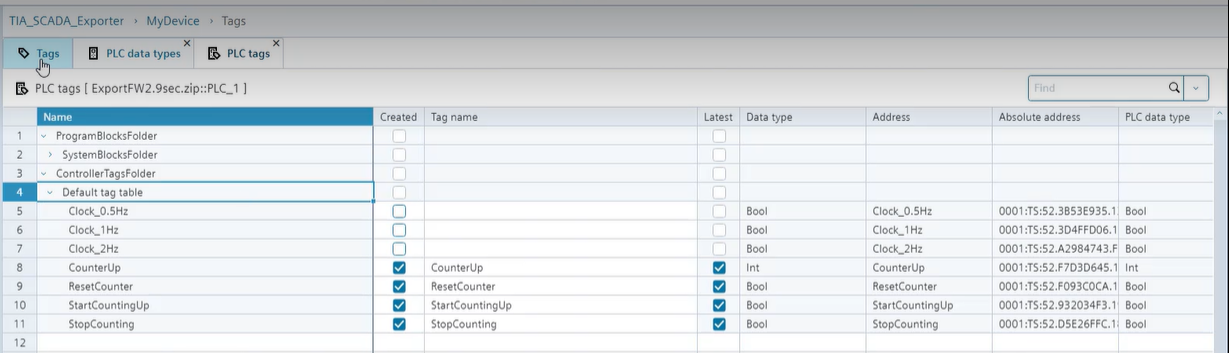 TIA_SCADA_Exporter › MyDevice › Tags
Tags PLC data types PLC tags
PLC tags [ ExportFW2.9sec.zip::PLC_1 ] Find
Name Created Tag name Latest Data type Address Absolute address PLC data type
1 ProgramBlocksFolder
2 SystemBlocksFolder
3 ControllerTagsFolder
4 Default tag table
5 Clock_0.5Hz Bool Clock_0.5Hz 0001:TS:52.3B53E935.1 Bool
6 Clock_1Hz Bool Clock_1Hz 0001:TS:52.3D4FFD06.1 Bool
7 Clock_2Hz Bool Clock_2Hz 0001:TS:52.A2984743.F Bool
8 CounterUp CounterUp Int CounterUp 0001:TS:52.F7D3D645.1 Int
9 ResetCounter ResetCounter Bool ResetCounter 0001:TS:52.F093C0CA.1 Bool
10 StartCountingUp StartCountingUp Bool StartCountingUp 0001:TS:52.932034F3.1 Bool
11 StopCounting StopCounting Bool StopCounting 0001:TS:52.D5E26FFC.1 Bool
12